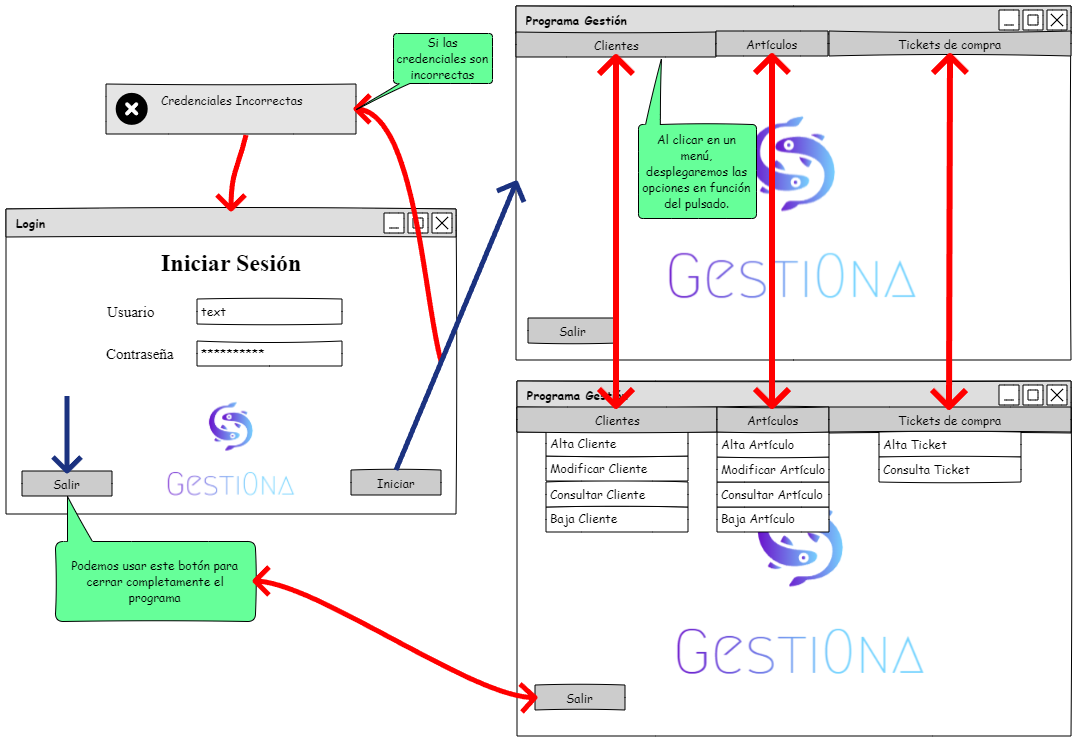 Si las
credenciales son
incorrectas
Credenciales Incorrectas
Login
Iniciar Sesión
Usuario
text
Contraseña
**********
GESTIONA
Salir
Iniciar
Podemos usar este botón para
cerrar completamente el
programa
Programa Gestión
Clientes
Artículos
Tickets de compra
Al clicar en un
menú,
desplegaremos las
opciones en función
del pulsado.
GESTIONA
Salir
Programa Gestión
Clientes
Artículos
Tickets de compra
Alta Cliente
Modificar Cliente
Consultar Cliente
Baja Cliente
Alta Artículo
Modificar Artículo
Consultar Artículo
Baja Artículo
Alta Ticket
Consulta Ticket
GESTIONA
Salir